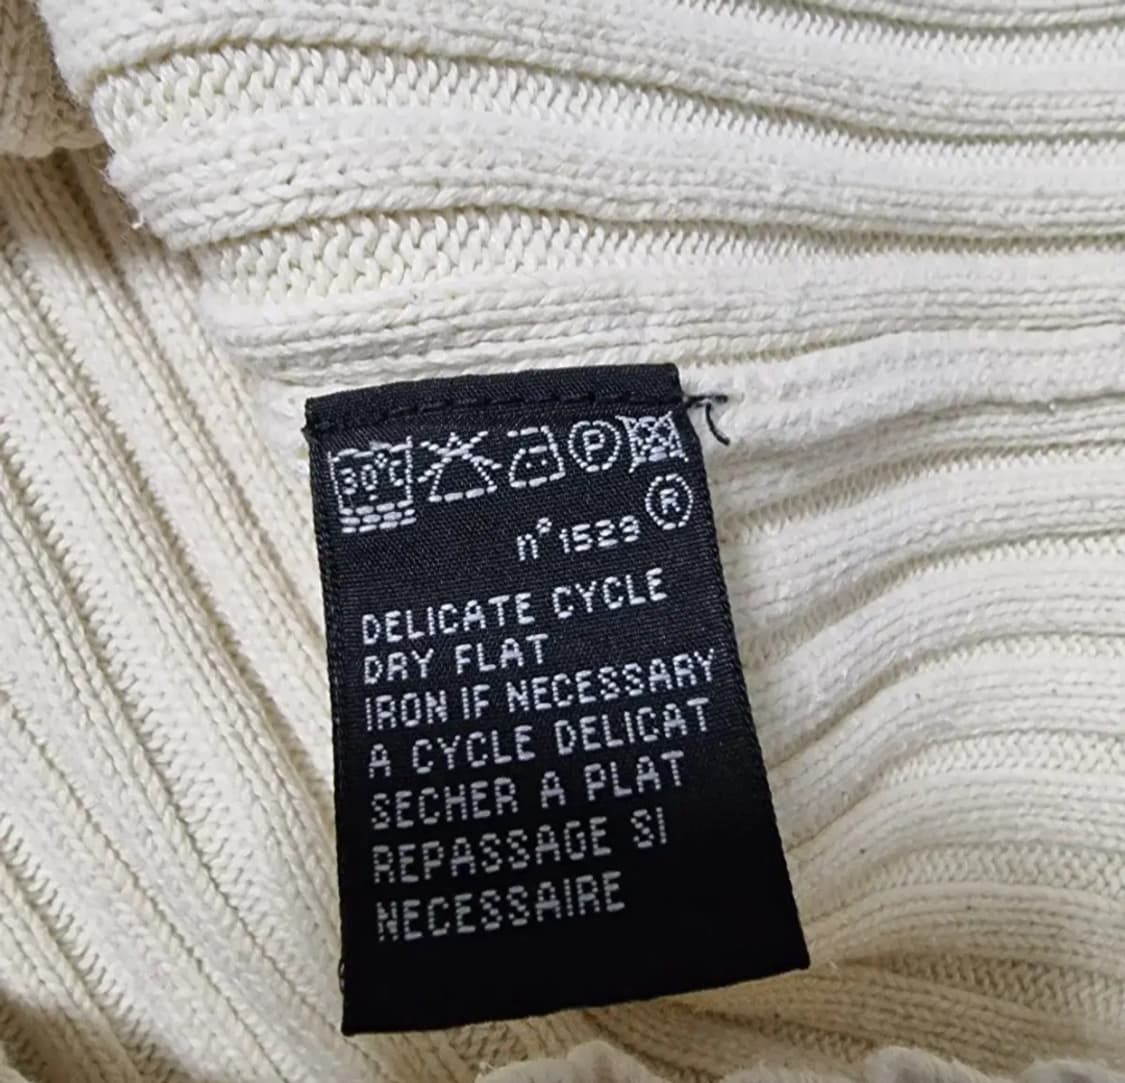 30°C P
R
n° 1529
DELICATE CYCLE
DRY FLAT
IRON IF NECESSARY
A CYCLE DELICAT
SECHER A PLAT
REPASSAGE SI
NECESSAIRE